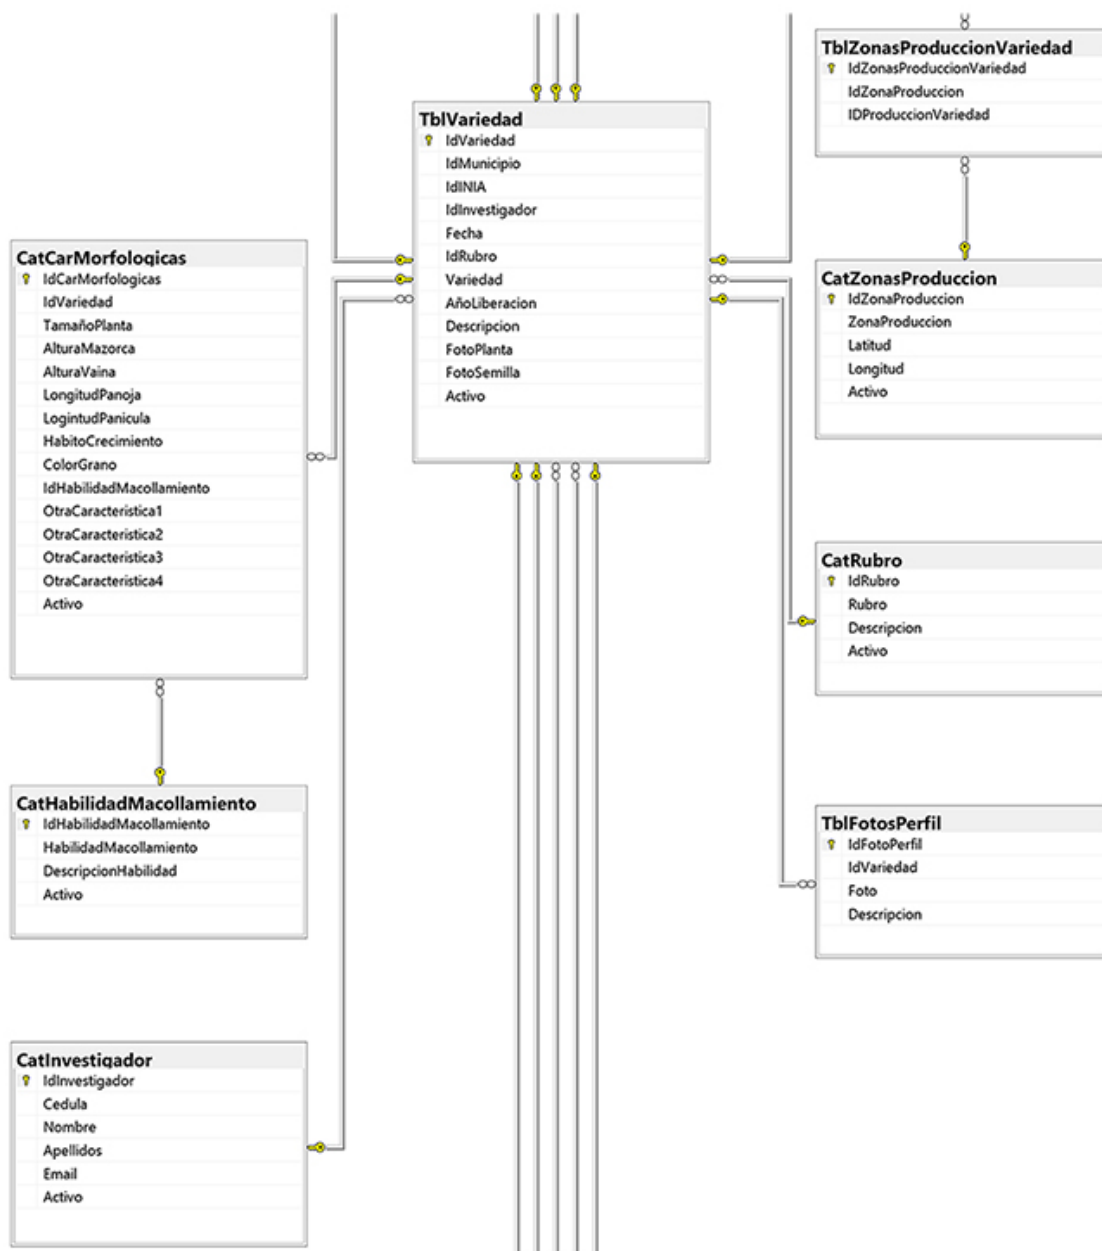 TblZonasProduccionVariedad
IdZonasProduccionVariedad
IdZonaProduccion
IDProduccionVariedad
TblVariedad
IdVariedad
IdMunicipio
IdINIA
IdInvestigador
Fecha
IdRubro
Variedad
AñoLiberacion
Descripcion
FotoPlanta
FotoSemilla
Activo
CatCarMorfologicas
IdCarMorfologicas
IdVariedad
TamañoPlanta
AlturaMazorca
AlturaVaina
LongitudPanoja
LogintudPanicula
HabitoCrecimiento
ColorGrano
IdHabilidadMacollamiento
OtraCaracteristica1
OtraCaracteristica2
OtraCaracteristica3
OtraCaracteristica4
Activo
CatZonasProduccion
IdZonaProduccion
ZonaProduccion
Latitud
Longitud
Activo
CatRubro
IdRubro
Rubro
Descripcion
Activo
CatHabilidadMacollamiento
IdHabilidadMacollamiento
HabilidadMacollamiento
DescripcionHabilidad
Activo
TblFotosPerfil
IdFotoPerfil
IdVariedad
Foto
Descripcion
CatInvestigador
IdInvestigador
Cedula
Nombre
Apellidos
Email
Activo